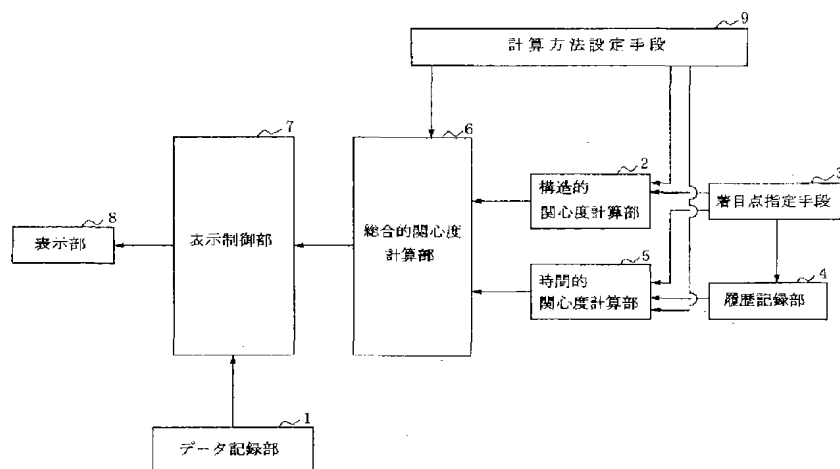 9
計算方法設定手段
7
6
2
3
構造的
関心度計算部
着目点指定手段
8
表示部
表示制御部
総合的関心度
計算部
5
時間的
関心度計算部
4
履歴記録部
1
データ記録部